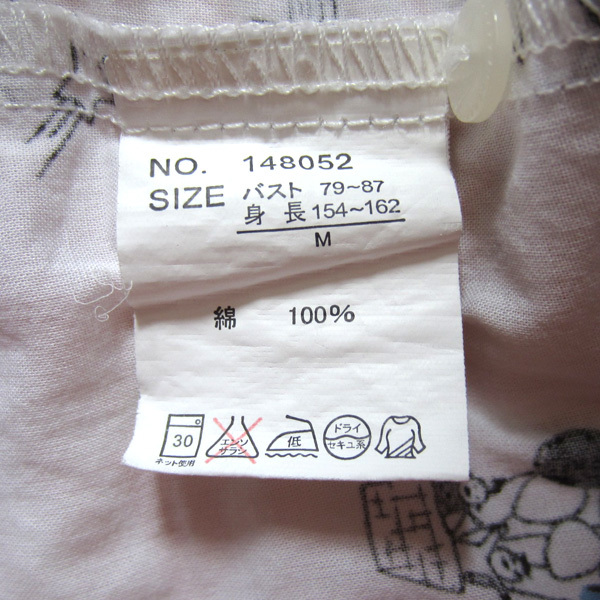 NO. 148052
SIZE バスト 79~87
身長 154~162
M
綿 100%
30
ネット使用
エンソ
サラシ
低
ドライ
セキユ系